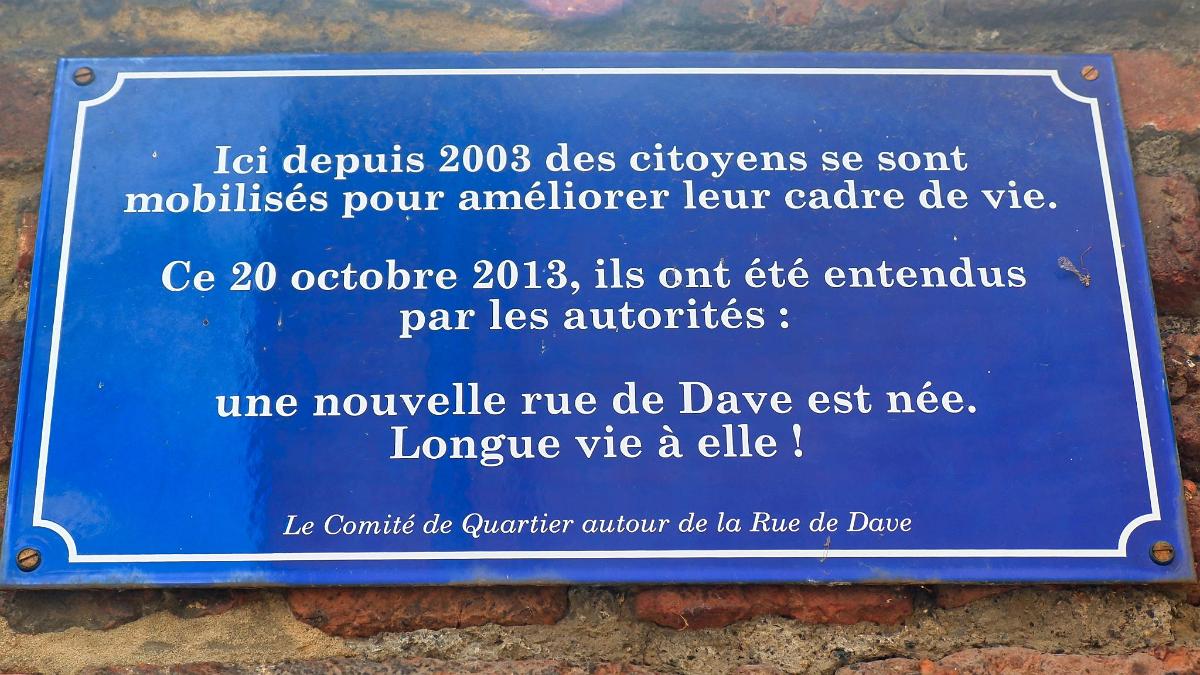 Ici depuis 2003 des citoyens se sont
mobilisés pour améliorer leur cadre de vie.
Ce 20 octobre 2013, ils ont été entendus
par les autorités :
une nouvelle rue de Dave est née.
Longue vie à elle !
Le Comité de Quartier autour de la Rue de Dave